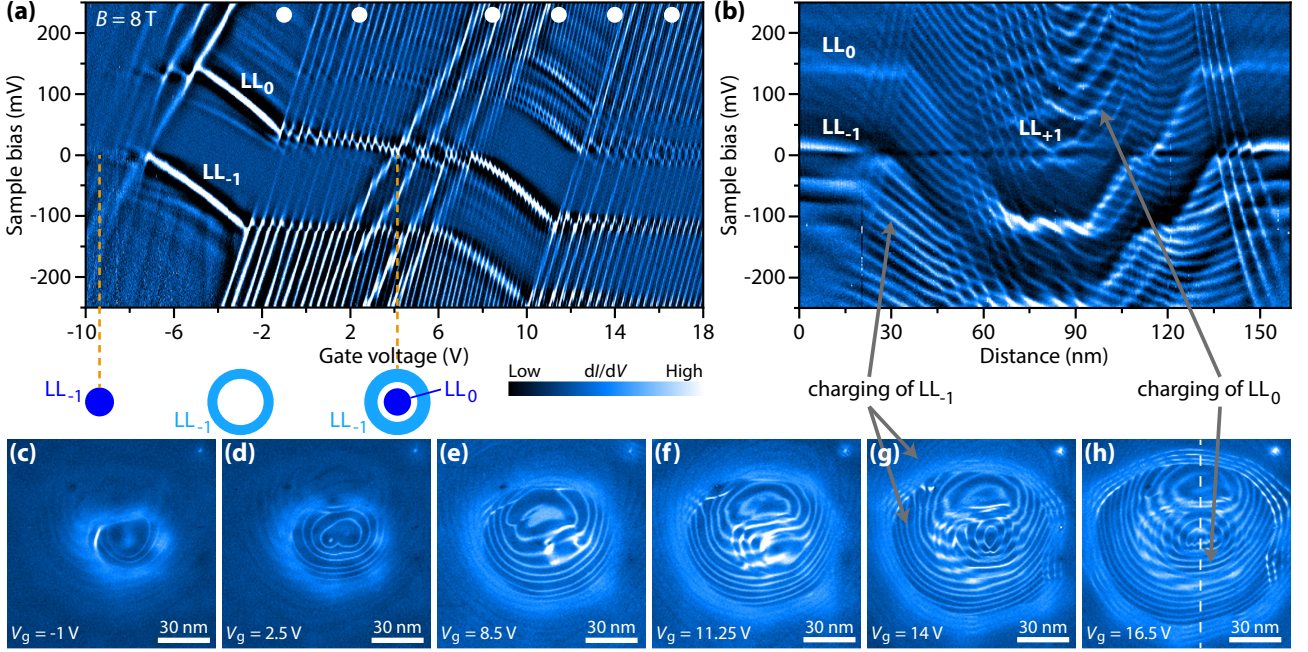 (a)
B = 8 T
LL0
LL-1
Sample bias (mV)
200
100
0
-100
-200
-10
-6
-2
2
6
10
14
18
Gate voltage (V)
Low
dI/dV
High
LL-1
LL-1
LL-1
LL0
(b)
LL0
LL-1
LL+1
Sample bias (mV)
200
100
0
-100
-200
0
30
60
90
120
150
Distance (nm)
charging of LL-1
charging of LL0
(c)
Vg = -1 V
30 nm
(d)
Vg = 2.5 V
30 nm
(e)
Vg = 8.5 V
30 nm
(f)
Vg = 11.25 V
30 nm
(g)
Vg = 14 V
30 nm
(h)
Vg = 16.5 V
30 nm